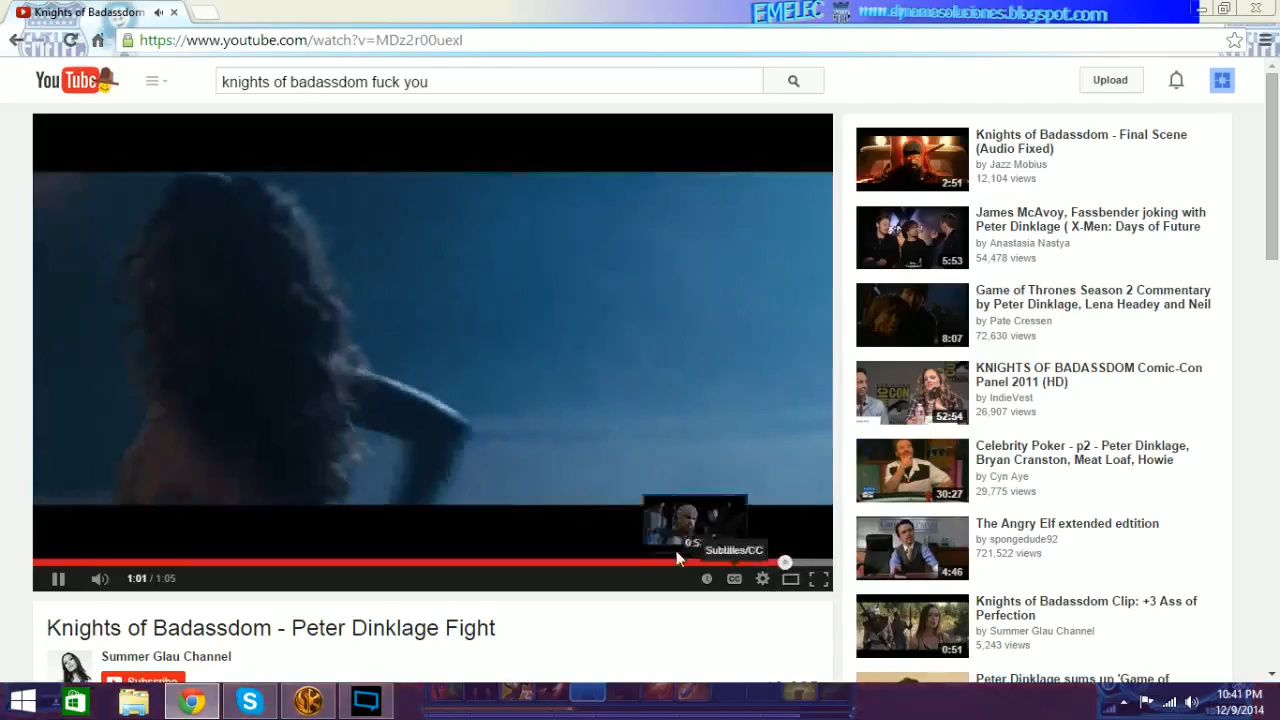 Knights of Badassdom
EMELEC
www.dynamosoluciones.blogspot.com
https://www.youtube.com/watch?v=MDz2r00uexI
YouTube
knights of badassdom fuck you
Upload
Knights of Badassdom - Final Scene
(Audio Fixed)
by Jazz Mobius
12,104 views
2:51
James McAvoy, Fassbender joking with
Peter Dinklage ( X-Men: Days of Future
by Anastasia Nastya
54,478 views
5:53
Game of Thrones Season 2 Commentary
by Peter Dinklage, Lena Headey and Neil
by Pate Cressen
72,630 views
8:07
KNIGHTS OF BADASSDOM Comic-Con
Panel 2011 (HD)
by IndieVest
26,907 views
52:54
Celebrity Poker - p2 - Peter Dinklage,
Bryan Cranston, Meat Loaf, Howie
by Cyn Aye
29,775 views
30:27
The Angry Elf extended edtition
by spongedude92
721,522 views
4:46
Knights of Badassdom Clip: +3 Ass of
Perfection
by Summer Glau Channel
5,243 views
0:51
Peter Dinklage sums up 'Game of
Subtitles/CC
1:01 / 1:05
CC
Knights of Badassdom - Peter Dinklage Fight
Summer Glau Channel
Subscribe
10:41 PM
12/9/2014